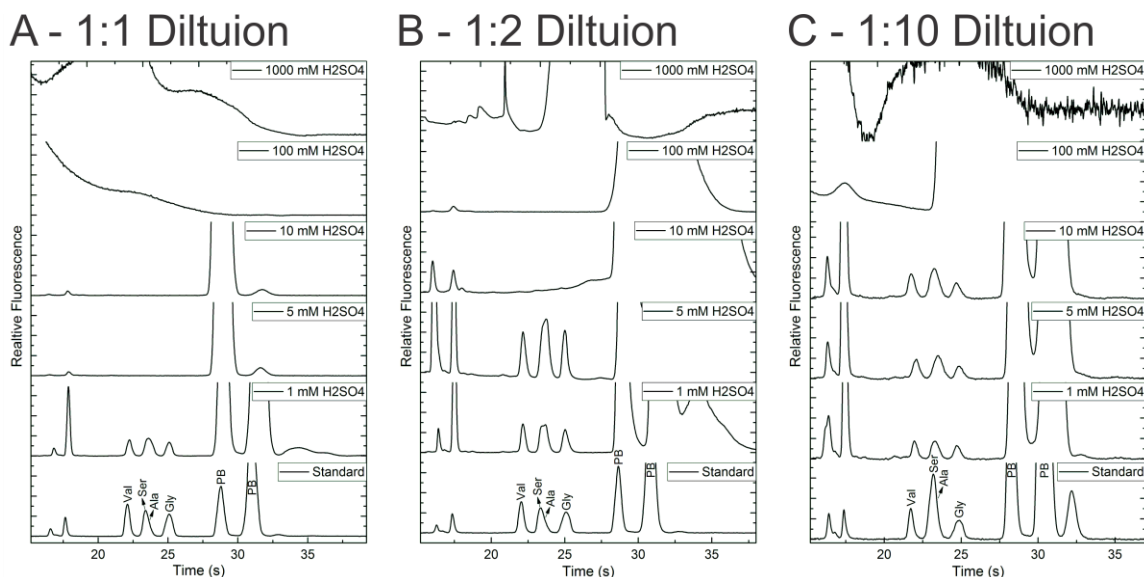 A - 1:1 Diltuion
1000 mM H2SO4
100 mM H2SO4
10 mM H2SO4
5 mM H2SO4
1 mM H2SO4
Standard
Val
Ser
Ala
Gly
PB
PB
Realtive Fluorescence
20 25 30 35
Time (s)
B - 1:2 Diltuion
1000 mM H2SO4
100 mM H2SO4
10 mM H2SO4
5 mM H2SO4
1 mM H2SO4
Standard
Val
Ser
Ala
Gly
PB
PB
Relative Fluorescence
20 25 30 35
Time (s)
C - 1:10 Diltuion
1000 mM H2SO4
100 mM H2SO4
10 mM H2SO4
5 mM H2SO4
1 mM H2SO4
Standard
Val
Ser
Ala
Gly
PB
PB
Relative Fluorescence
20 25 30 35
Time (s)